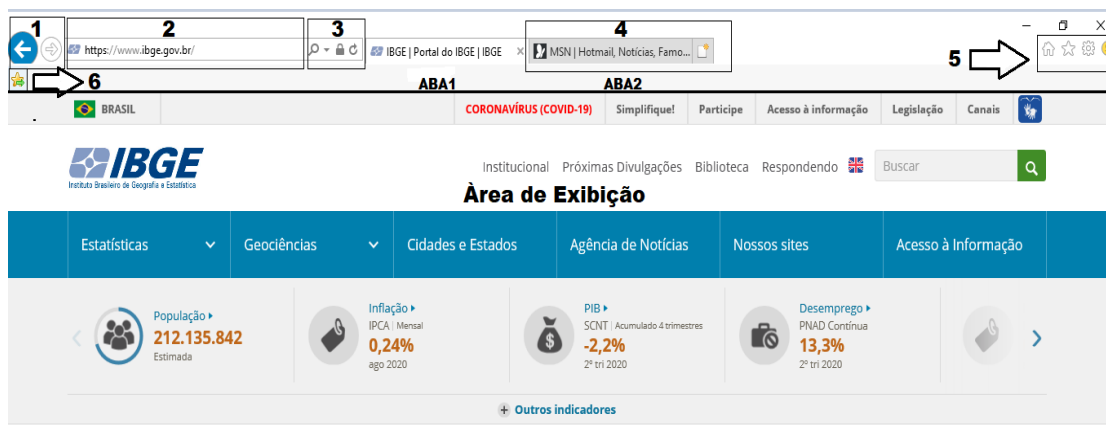 1 2 3 4
https://www.ibge.gov.br/
IBGE | Portal do IBGE | IBGE
MSN | Hotmail, Notícias, Famo...
5
6
ABA1 ABA2
BRASIL
CORONAVÍRUS (COVID-19) Simplifique! Participe Acesso à informação Legislação Canais
IBGE
Instituto Brasileiro de Geografia e Estatística
Institucional Próximas Divulgações Biblioteca Respondendo Buscar
Àrea de Exibição
Estatísticas Geociências Cidades e Estados Agência de Notícias Nossos sites Acesso à Informação
População
212.135.842
Estimada
Inflação
IPCA | Mensal
0,24%
ago 2020
PIB
SCNT | Acumulado 4 trimestres
-2,2%
2º tri 2020
Desemprego
PNAD Contínua
13,3%
2º tri 2020
Outros indicadores